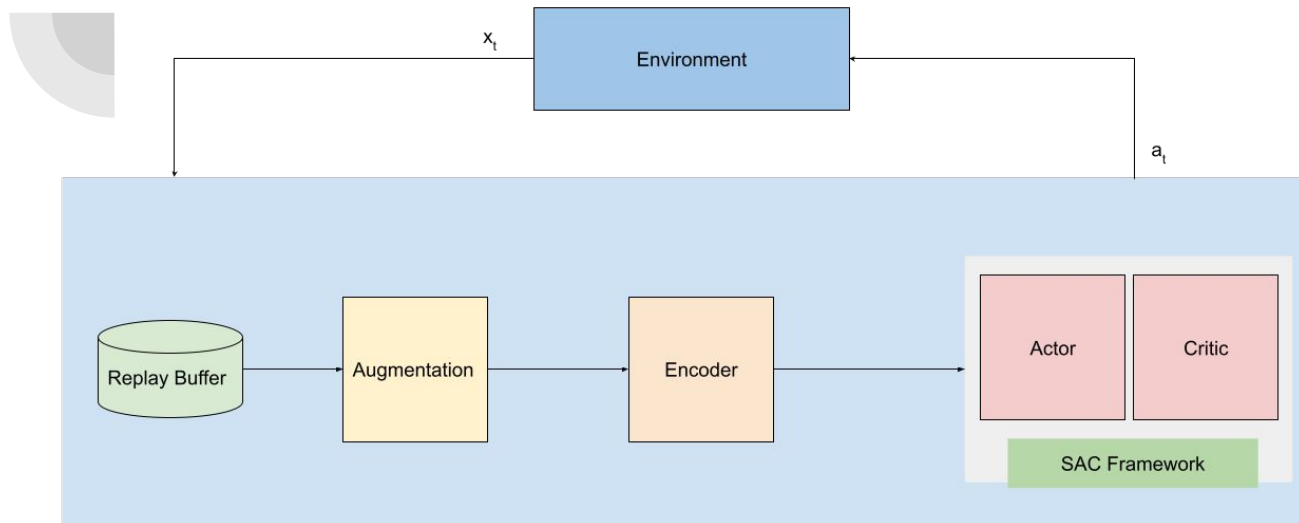 x_t
Environment
a_t
Replay Buffer
Augmentation
Encoder
Actor
Critic
SAC Framework